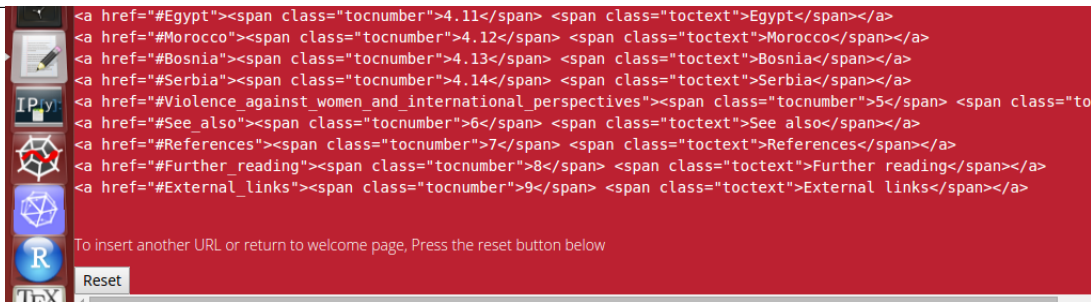 <a href="#Egypt"><span class="tocnumber">4.11</span> <span class="toctext">Egypt</span></a>
<a href="#Morocco"><span class="tocnumber">4.12</span> <span class="toctext">Morocco</span></a>
<a href="#Bosnia"><span class="tocnumber">4.13</span> <span class="toctext">Bosnia</span></a>
<a href="#Serbia"><span class="tocnumber">4.14</span> <span class="toctext">Serbia</span></a>
<a href="#Violence_against_women_and_international_perspectives"><span class="tocnumber">5</span> <span class="to
<a href="#See_also"><span class="tocnumber">6</span> <span class="toctext">See also</span></a>
<a href="#References"><span class="tocnumber">7</span> <span class="toctext">References</span></a>
<a href="#Further_reading"><span class="tocnumber">8</span> <span class="toctext">Further reading</span></a>
<a href="#External_links"><span class="tocnumber">9</span> <span class="toctext">External links</span></a>
To insert another URL or return to welcome page, Press the reset button below
Reset
IP[y]:
R
TEX